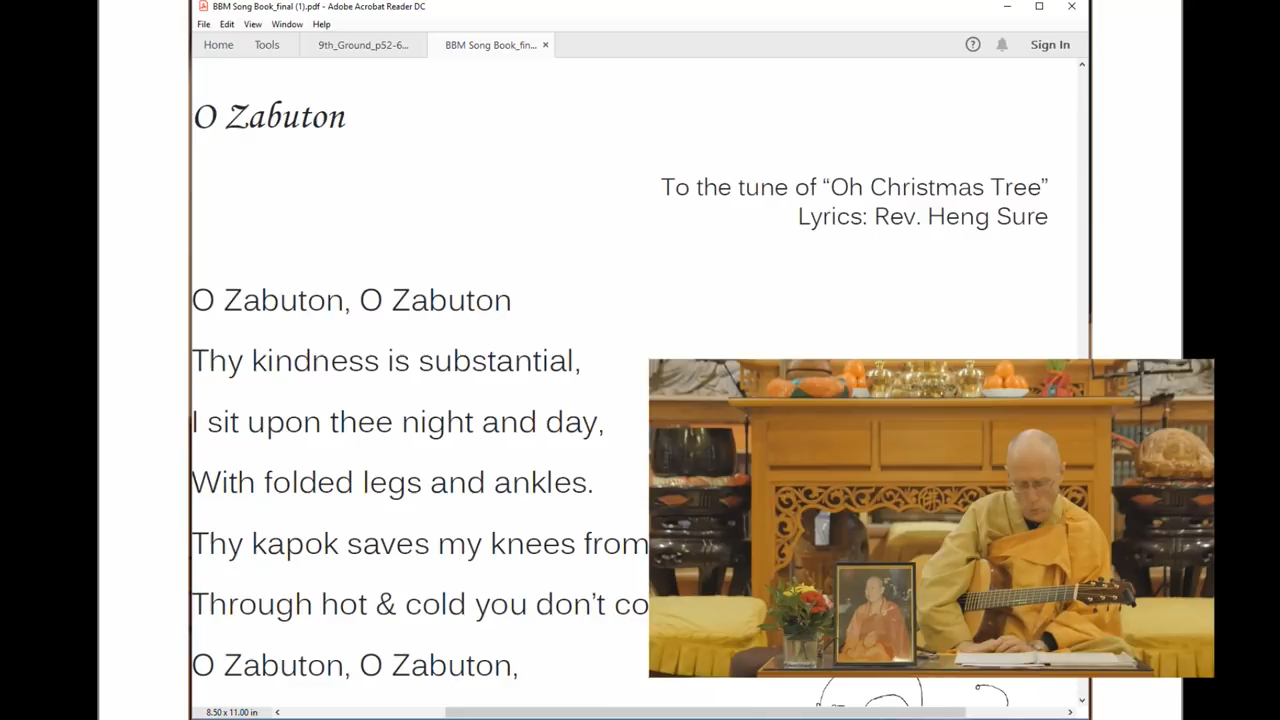 BBM Song Book_final (1).pdf - Adobe Acrobat Reader DC
File Edit View Window Help
Home Tools 9th_Ground_p52-6... BBM Song Book_fin... × Sign In
O Zabuton
To the tune of “Oh Christmas Tree”
Lyrics: Rev. Heng Sure
O Zabuton, O Zabuton
Thy kindness is substantial,
I sit upon thee night and day,
With folded legs and ankles.
Thy kapok saves my knees from
Through hot & cold you don’t co
O Zabuton, O Zabuton,
8.50 x 11.00 in